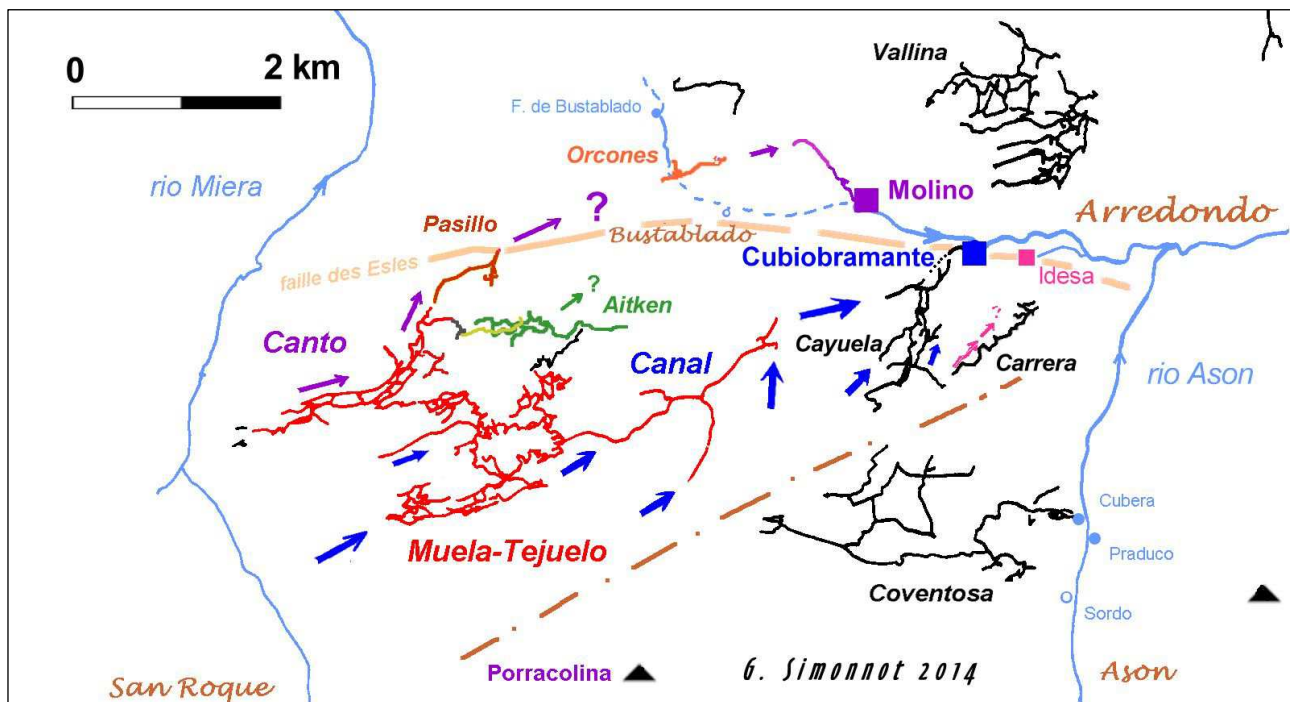 0 2 km
Vallina
F. de Bustablado
Orcones
rio Miera
Molino
?
Arredondo
Pasillo
Bustablado
Cubiobramante
faille des Esles
Idesa
?
Aitken
Canto
Canal
Cayuela
Carrera
rio Ason
Cubera
Muela-Tejuelo
Praduco
Coventosa
Sordo
Porracolina
G. Simonnot 2014
San Roque
Ason